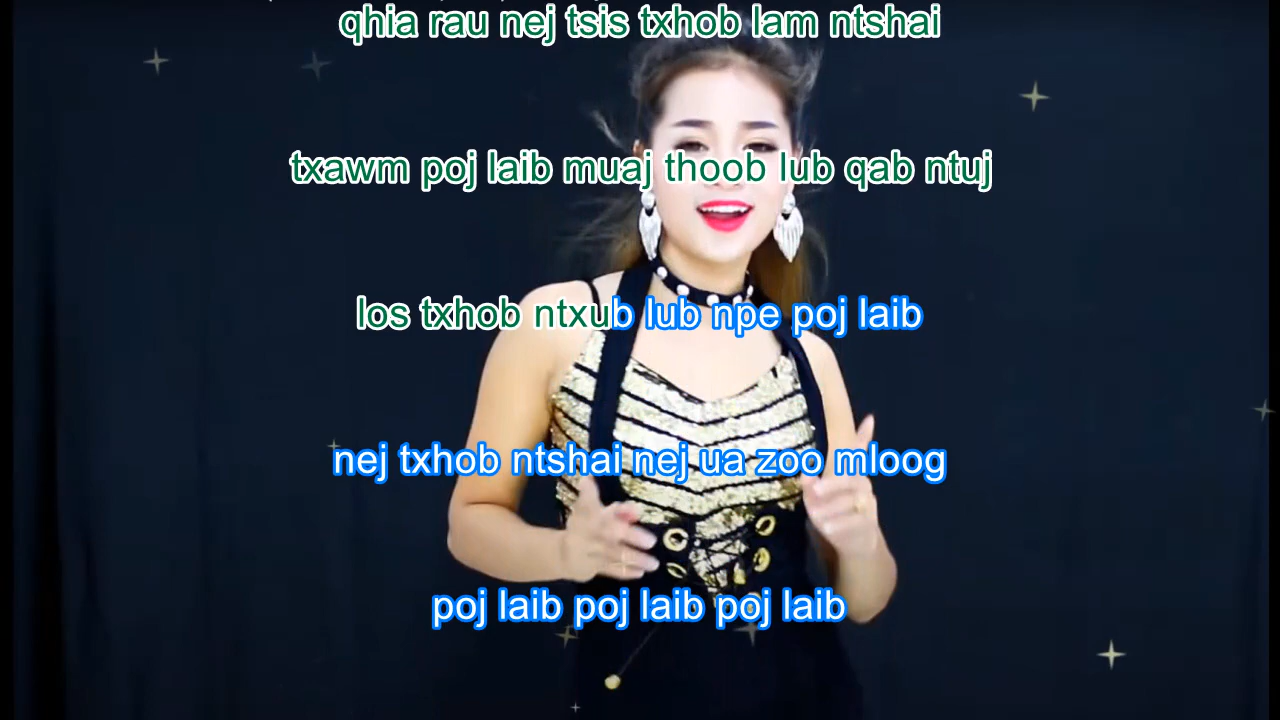 qhia rau nej tsis txhob lam ntshai
txawm poj laib muaj thoob lub qab ntuj
los txhob ntxub lub npe poj laib
nej txhob ntshai nej ua zoo mloog
poj laib poj laib poj laib